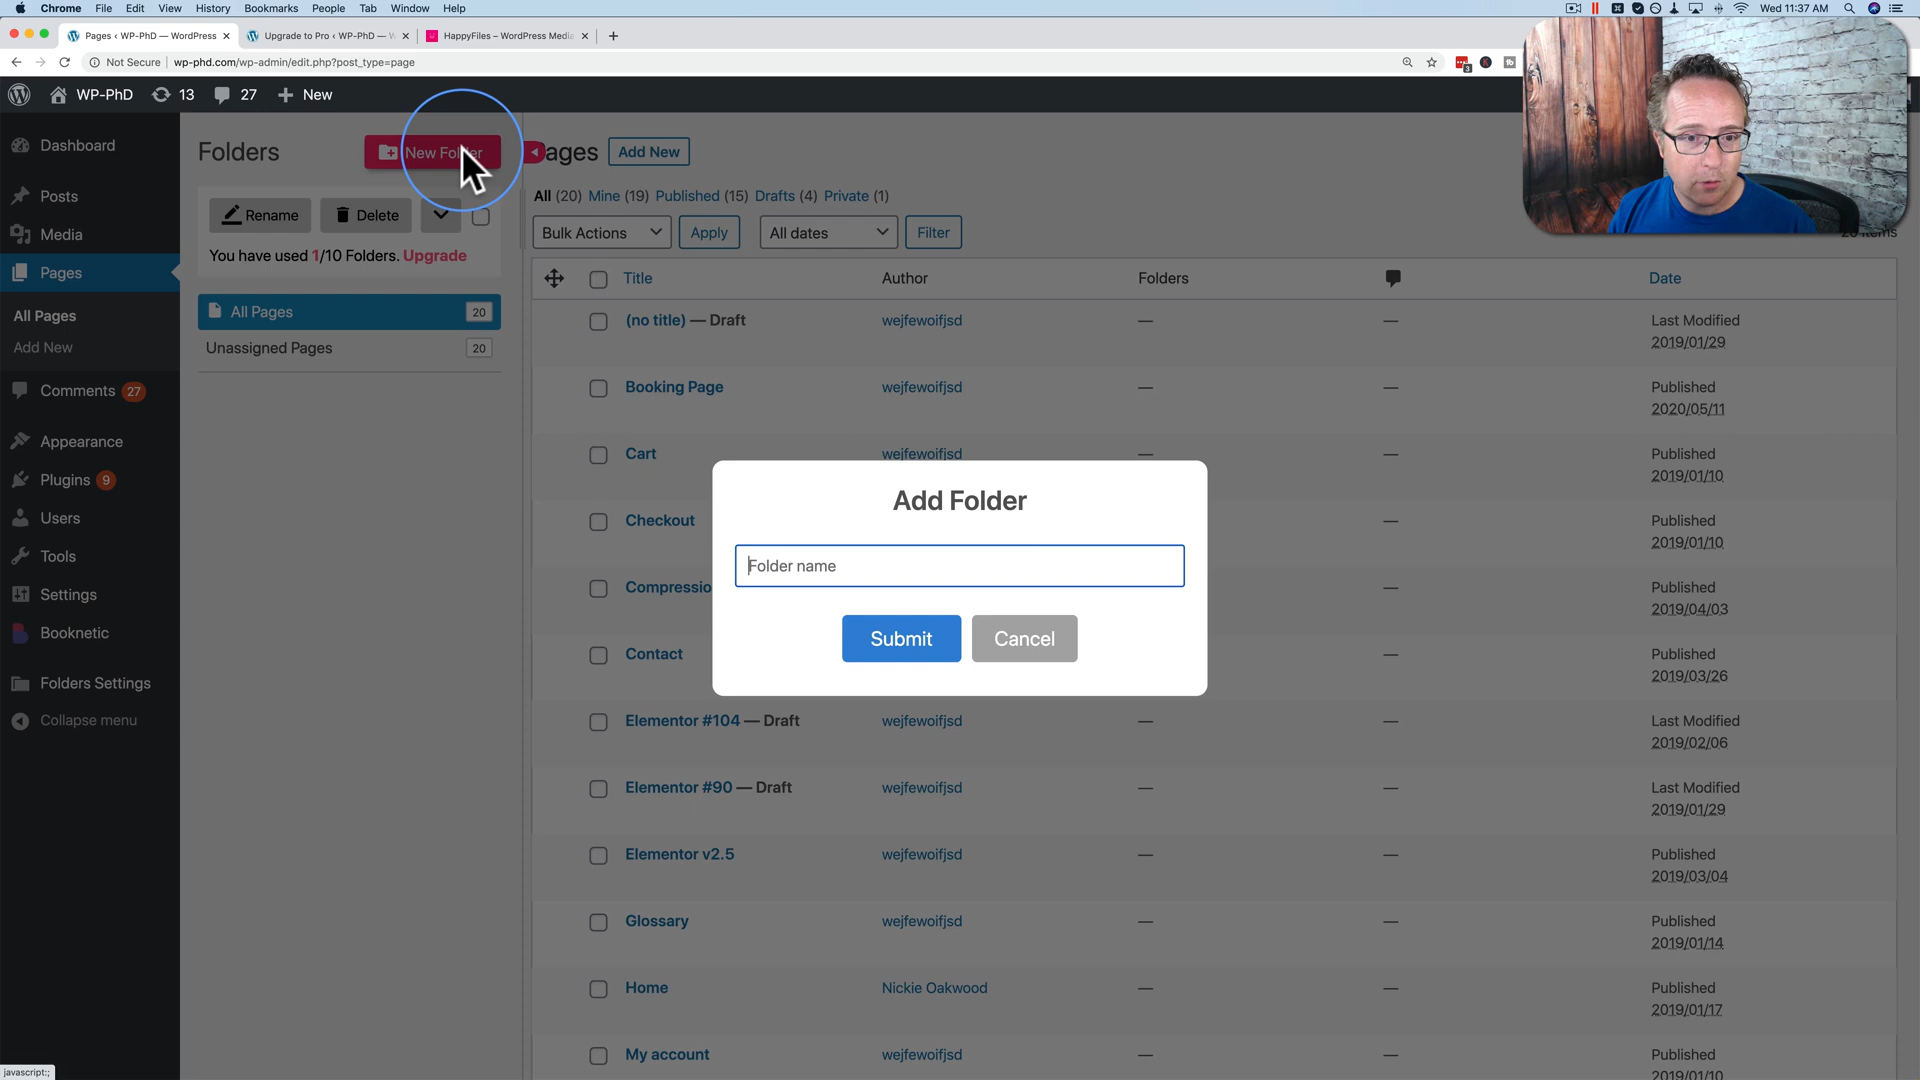 Chrome File Edit View History Bookmarks People Tab Window Help Wed 11:37 AM
Pages ‹ WP-PhD — WordPress Upgrade to Pro ‹ WP-PhD — HappyFiles – WordPress Media
Not Secure wp-phd.com/wp-admin/edit.php?post_type=page 3
WP-PhD 13 27 New
Dashboard
Posts
Media
Pages
All Pages
Add New
Comments 27
Appearance
Plugins 9
Users
Tools
Settings
Booknetic
Folders Settings
Collapse menu
Folders New Folder
Rename Delete
You have used 1/10 Folders. Upgrade
All Pages 20
Unassigned Pages 20
ages Add New
All (20) Mine (19) Published (15) Drafts (4) Private (1)
Bulk Actions Apply All dates Filter
items
Title Author Folders Date
(no title) — Draft wejfewoifjsd — — Last Modified
2019/01/29
Booking Page wejfewoifjsd — — Published
2020/05/11
Cart wejfewoifjsd Published
2019/01/10
Checkout — Published
2019/01/10
Compressio — Published
2019/04/03
Contact — Published
2019/03/26
Elementor #104 — Draft wejfewoifjsd — — Last Modified
2019/02/06
Elementor #90 — Draft wejfewoifjsd — — Last Modified
2019/01/29
Elementor v2.5 wejfewoifjsd — — Published
2019/03/04
Glossary wejfewoifjsd — — Published
2019/01/14
Home Nickie Oakwood — — Published
2019/01/17
My account wejfewoifjsd — — Published
2019/01/10
Add Folder
Folder name
Submit Cancel
javascript:;